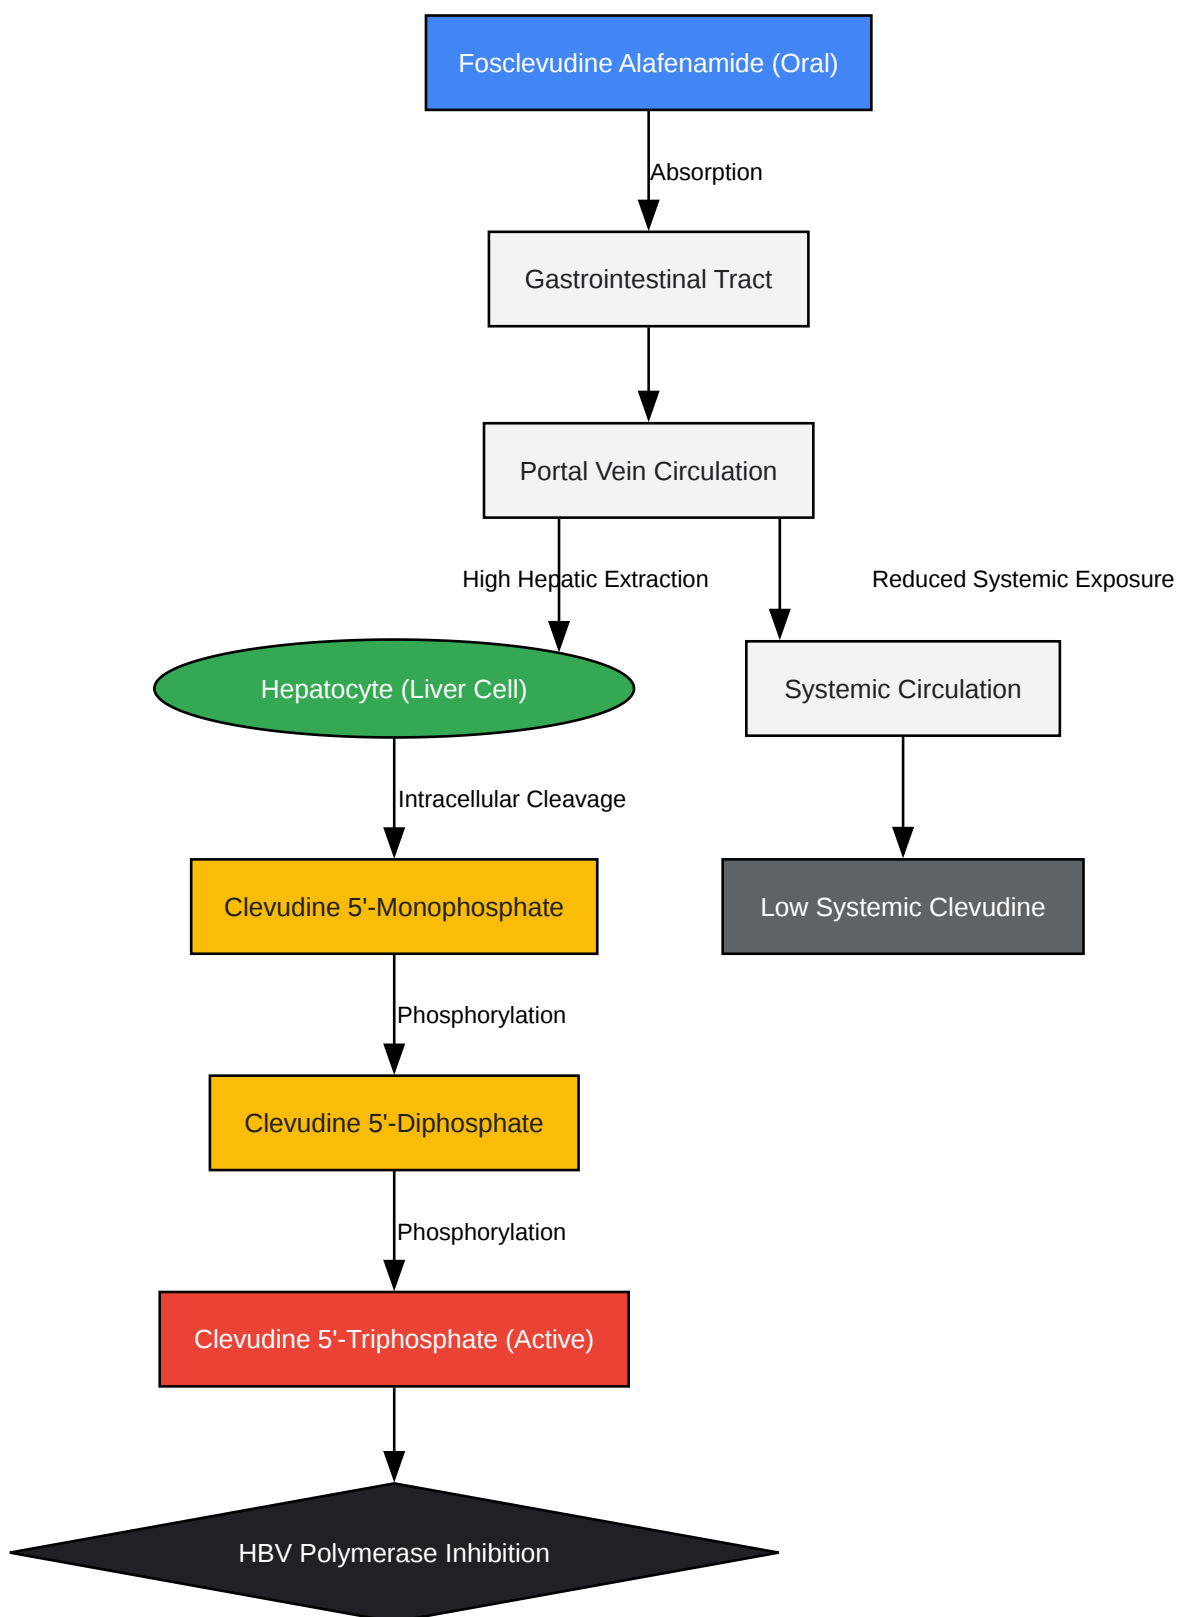 Fosclevudine Alafenamide (Oral)
Absorption
Gastrointestinal Tract
Portal Vein Circulation
High Hepatic Extraction
Reduced Systemic Exposure
Hepatocyte (Liver Cell)
Systemic Circulation
Intracellular Cleavage
Clevudine 5'-Monophosphate
Low Systemic Clevudine
Phosphorylation
Clevudine 5'-Diphosphate
Phosphorylation
Clevudine 5'-Triphosphate (Active)
HBV Polymerase Inhibition